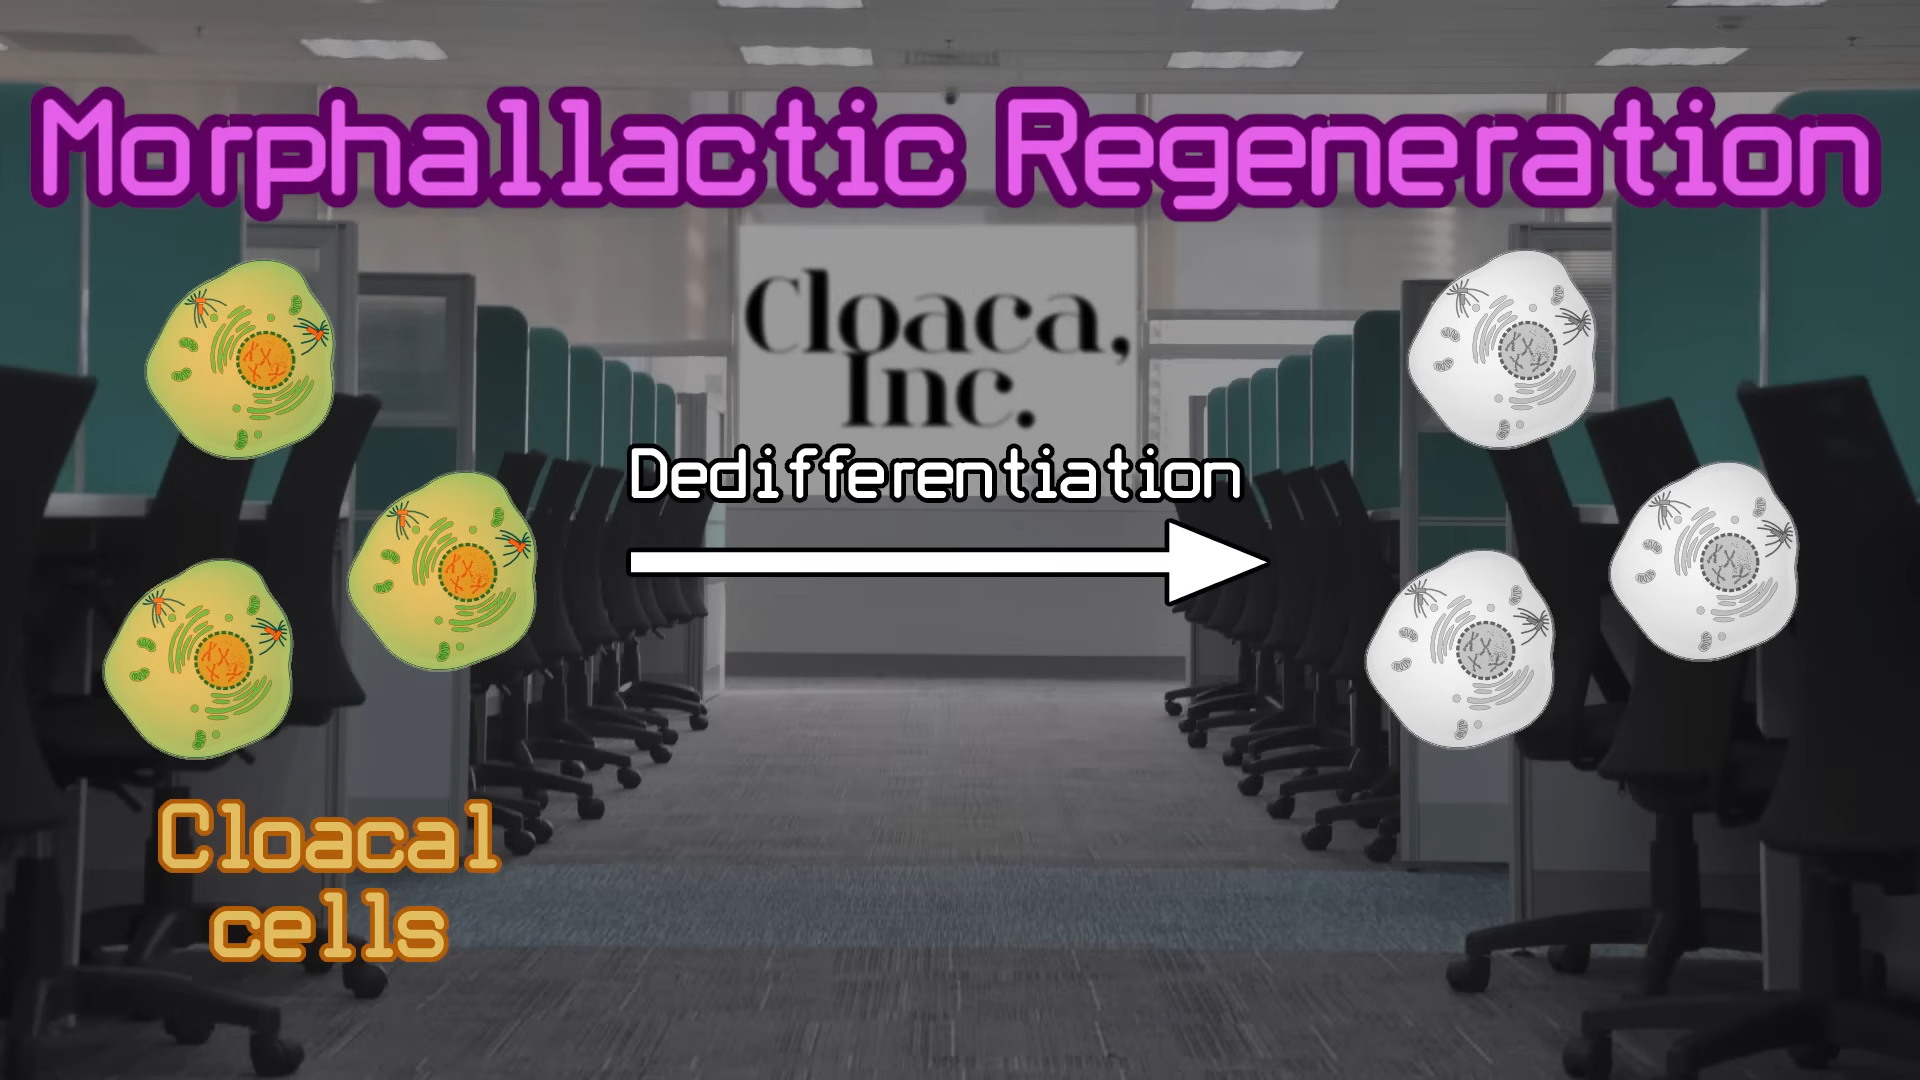 Morphallactic Regeneration
Cloaca,
Inc.
Dedifferentiation
Cloacal
cells